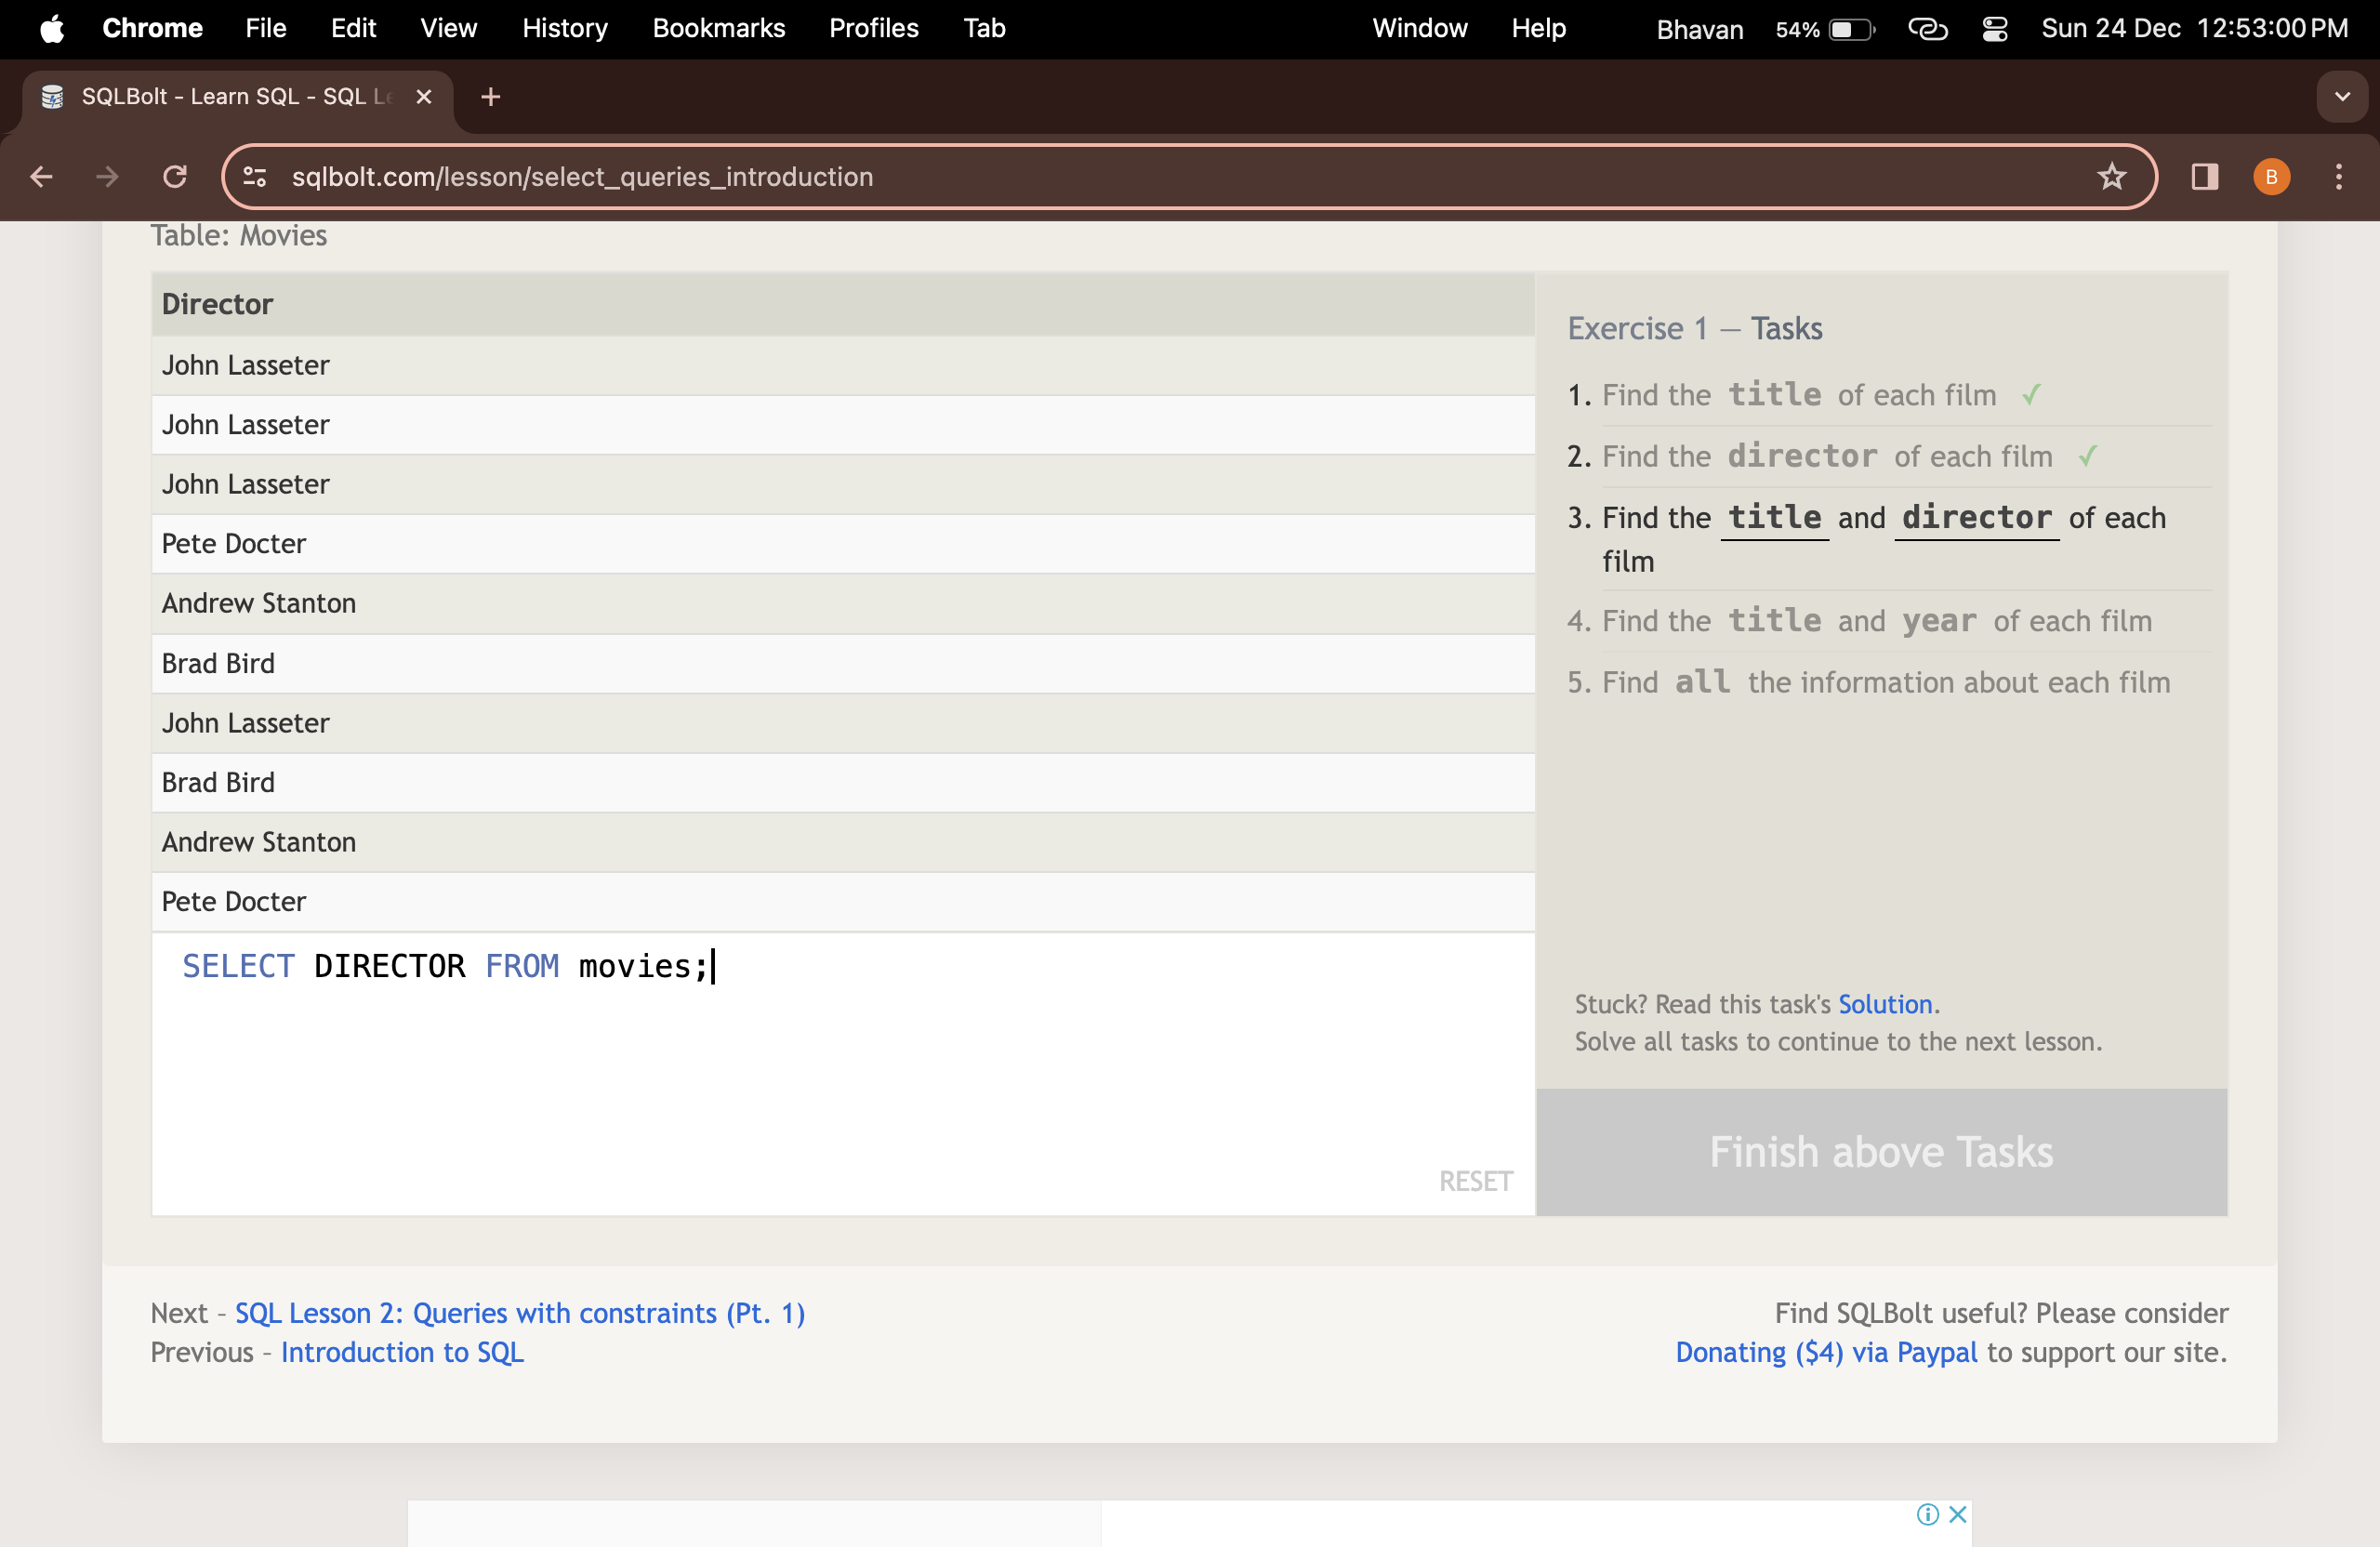 Chrome File Edit View History Bookmarks Profiles Tab Window Help Bhavan 54% Sun 24 Dec 12:53:00 PM
SQLBolt - Learn SQL - SQL
sqlbolt.com/lesson/select_queries_introduction
B
Table: Movies
Director
John Lasseter
John Lasseter
John Lasseter
Pete Docter
Andrew Stanton
Brad Bird
John Lasseter
Brad Bird
Andrew Stanton
Pete Docter
SELECT DIRECTOR FROM movies;
RESET
Exercise 1 — Tasks
1. Find the title of each film ✓
2. Find the director of each film ✓
3. Find the title and director of each
film
4. Find the title and year of each film
5. Find all the information about each film
Stuck? Read this task's Solution.
Solve all tasks to continue to the next lesson.
Finish above Tasks
Next – SQL Lesson 2: Queries with constraints (Pt. 1)
Previous – Introduction to SQL
Find SQLBolt useful? Please consider
Donating ($4) via Paypal to support our site.